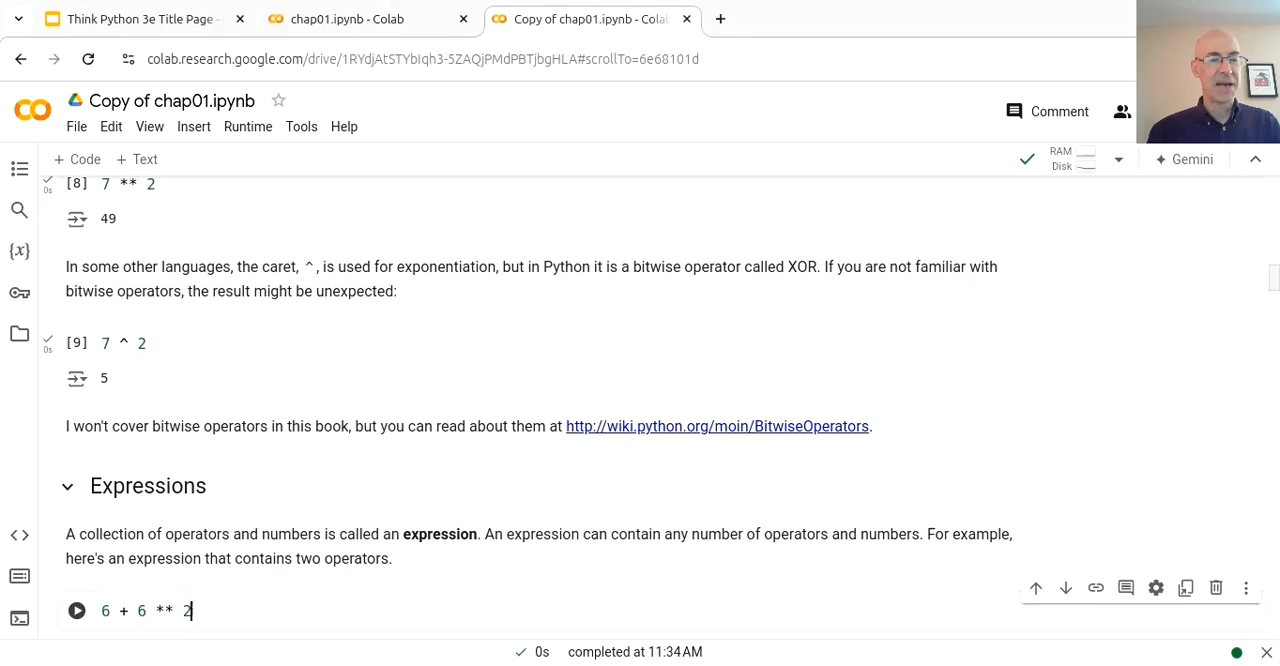 Think Python 3e Title Page -
chap01.ipynb - Colab
Copy of chap01.ipynb - Cola
colab.research.google.com/drive/1RYdjAtSTYbIqh3-5ZAQjPMdPBTjbgHLA#scrollTo=6e68101d
Copy of chap01.ipynb
File Edit View Insert Runtime Tools Help
Comment
+ Code + Text
RAM
Disk
Gemini
[8] 7 ** 2
0s
49
In some other languages, the caret, ^, is used for exponentiation, but in Python it is a bitwise operator called XOR. If you are not familiar with
bitwise operators, the result might be unexpected:
[9] 7 ^ 2
0s
5
I won't cover bitwise operators in this book, but you can read about them at http://wiki.python.org/moin/BitwiseOperators.
Expressions
A collection of operators and numbers is called an expression. An expression can contain any number of operators and numbers. For example,
here's an expression that contains two operators.
6 + 6 ** 2
0s completed at 11:34 AM